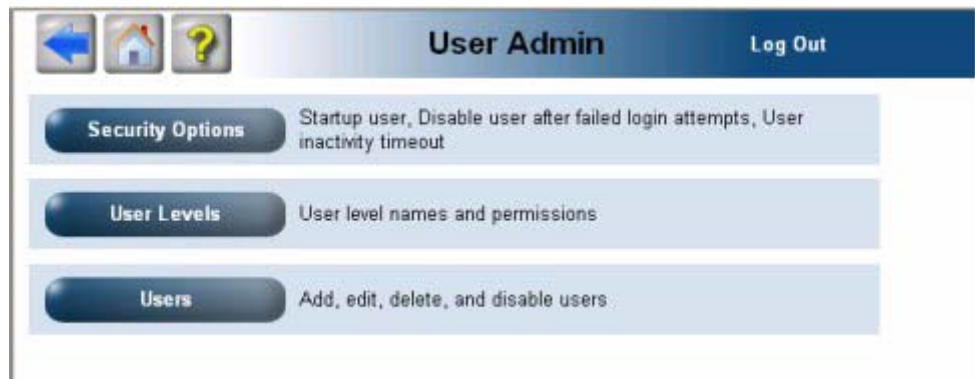 User Admin
Log Out
Security Options
Startup user, Disable user after failed login attempts, User
inactivity timeout
User Levels
User level names and permissions
Users
Add, edit, delete, and disable users